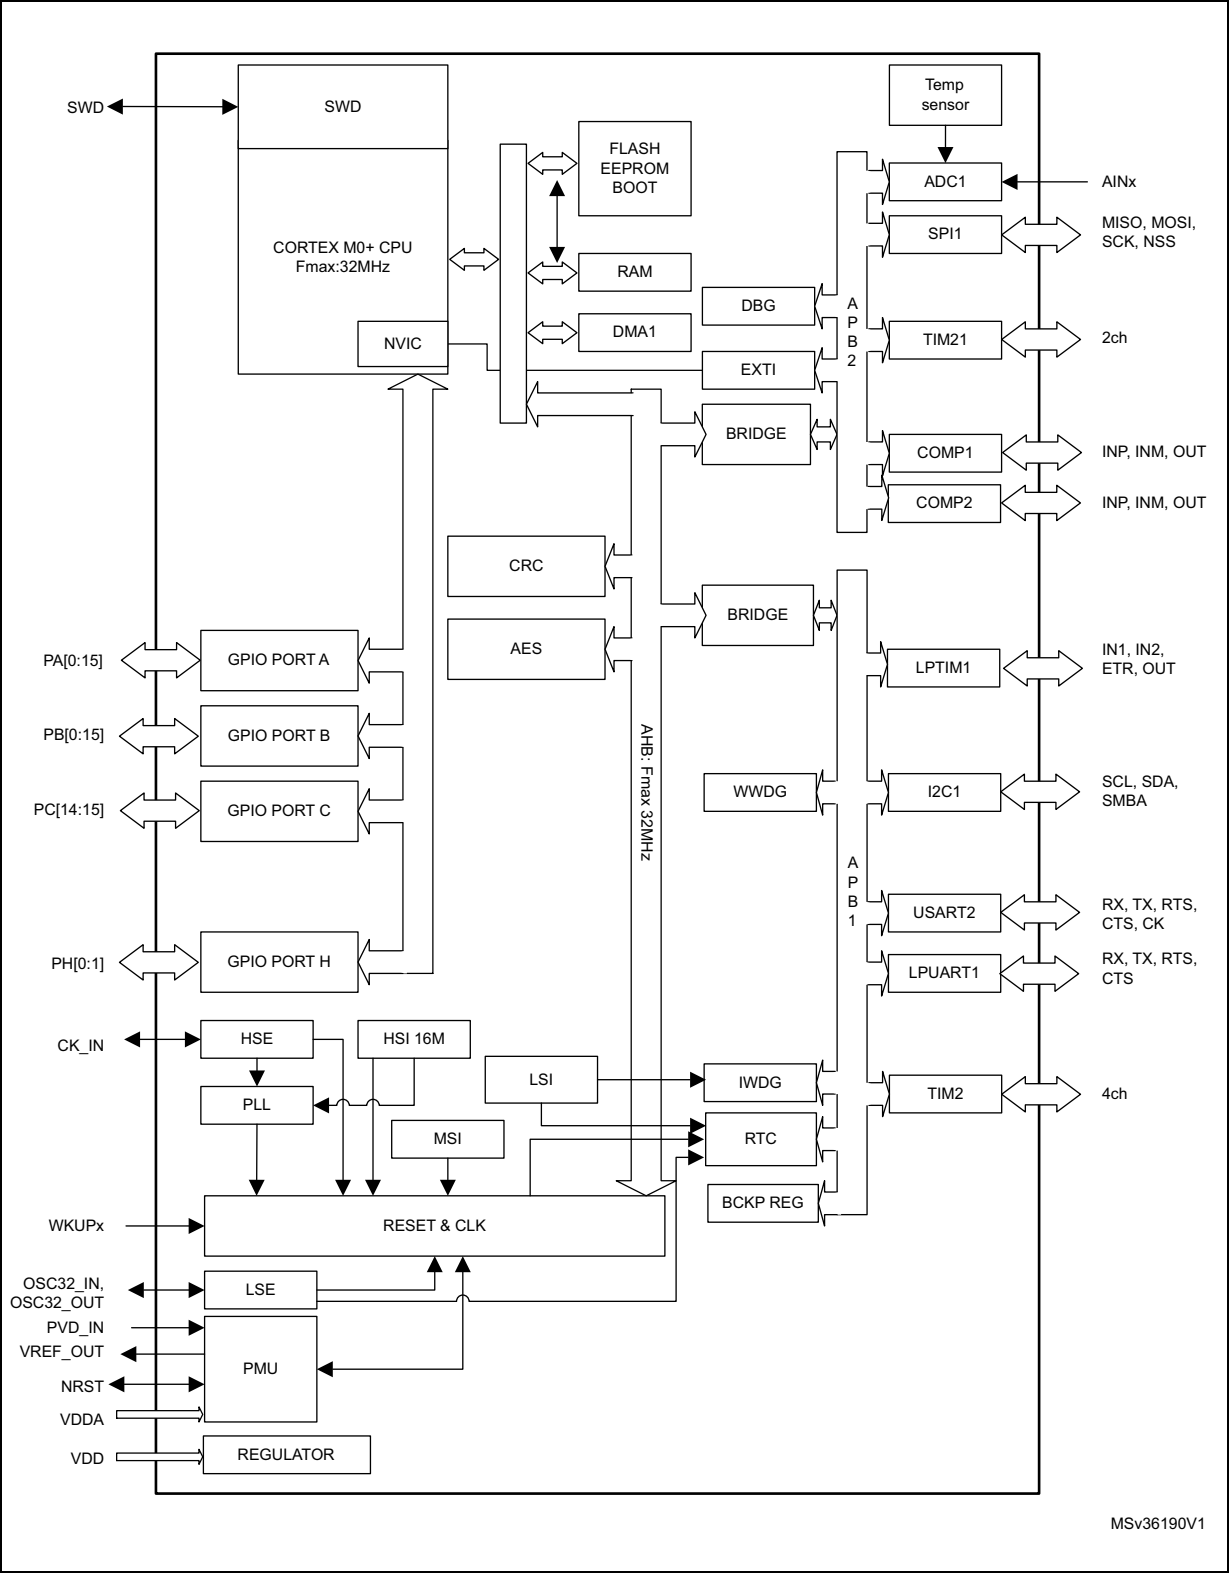 SWD
SWD
Temp
sensor
FLASH
EEPROM
BOOT
ADC1
AINx
SPI1
MISO, MOSI,
SCK, NSS
CORTEX M0+ CPU
Fmax:32MHz
RAM
DBG
APB2
DMA1
TIM21
2ch
NVIC
EXTI
BRIDGE
COMP1
INP, INM, OUT
COMP2
INP, INM, OUT
CRC
BRIDGE
AES
LPTIM1
IN1, IN2,
ETR, OUT
PA[0:15]
GPIO PORT A
PB[0:15]
GPIO PORT B
AHB: Fmax 32MHz
PC[14:15]
GPIO PORT C
WWDG
I2C1
SCL, SDA,
SMBA
APB1
USART2
RX, TX, RTS,
CTS, CK
PH[0:1]
GPIO PORT H
LPUART1
RX, TX, RTS,
CTS
CK_IN
HSE
HSI 16M
LSI
IWDG
TIM2
4ch
PLL
MSI
RTC
BCKP REG
WKUPx
RESET & CLK
OSC32_IN,
OSC32_OUT
LSE
PVD_IN
VREF_OUT
PMU
NRST
VDDA
VDD
REGULATOR
MSv36190V1